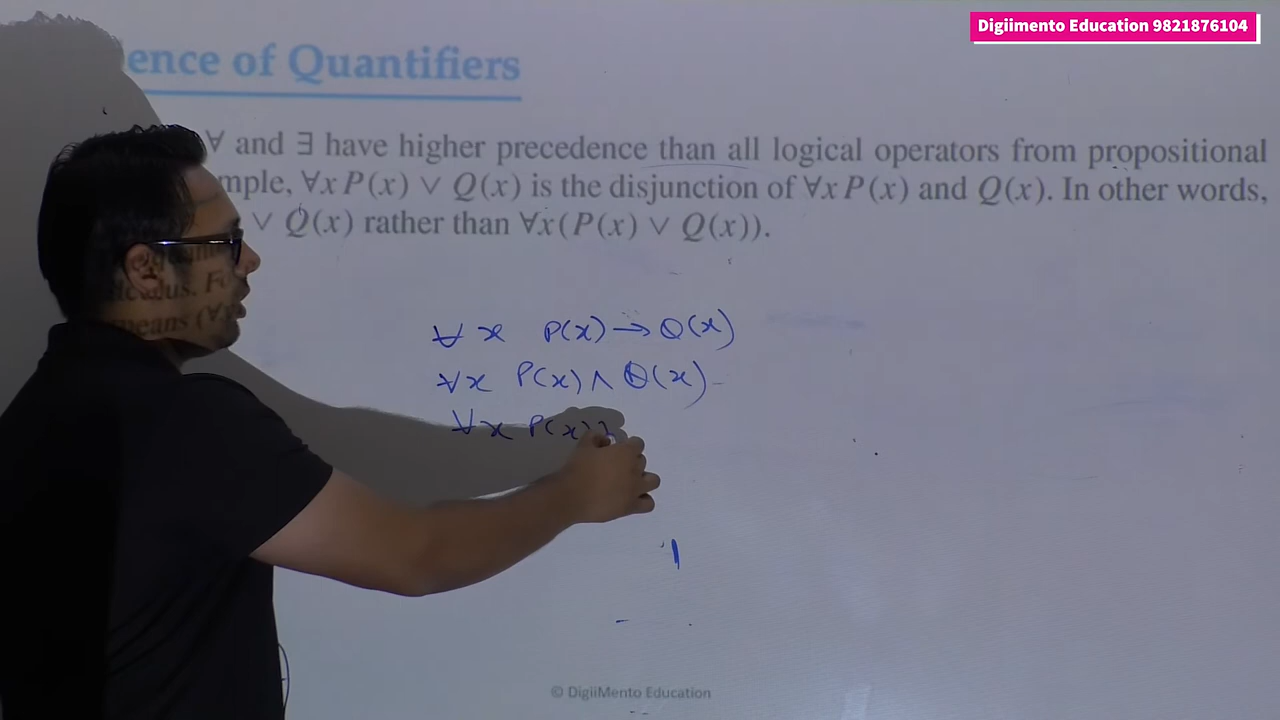 Digiimento Education 9821876104
ence of Quantifiers
∀ and ∃ have higher precedence than all logical operators from propositional
mple, ∀x P(x) ∨ Q(x) is the disjunction of ∀x P(x) and Q(x). In other words,
∨ Q(x) rather than ∀x(P(x) ∨ Q(x)).
∀ x P(x) → Q(x)
∀x P(x) ∧ Q(x)
∀x P(x)
© DigiiMento Education